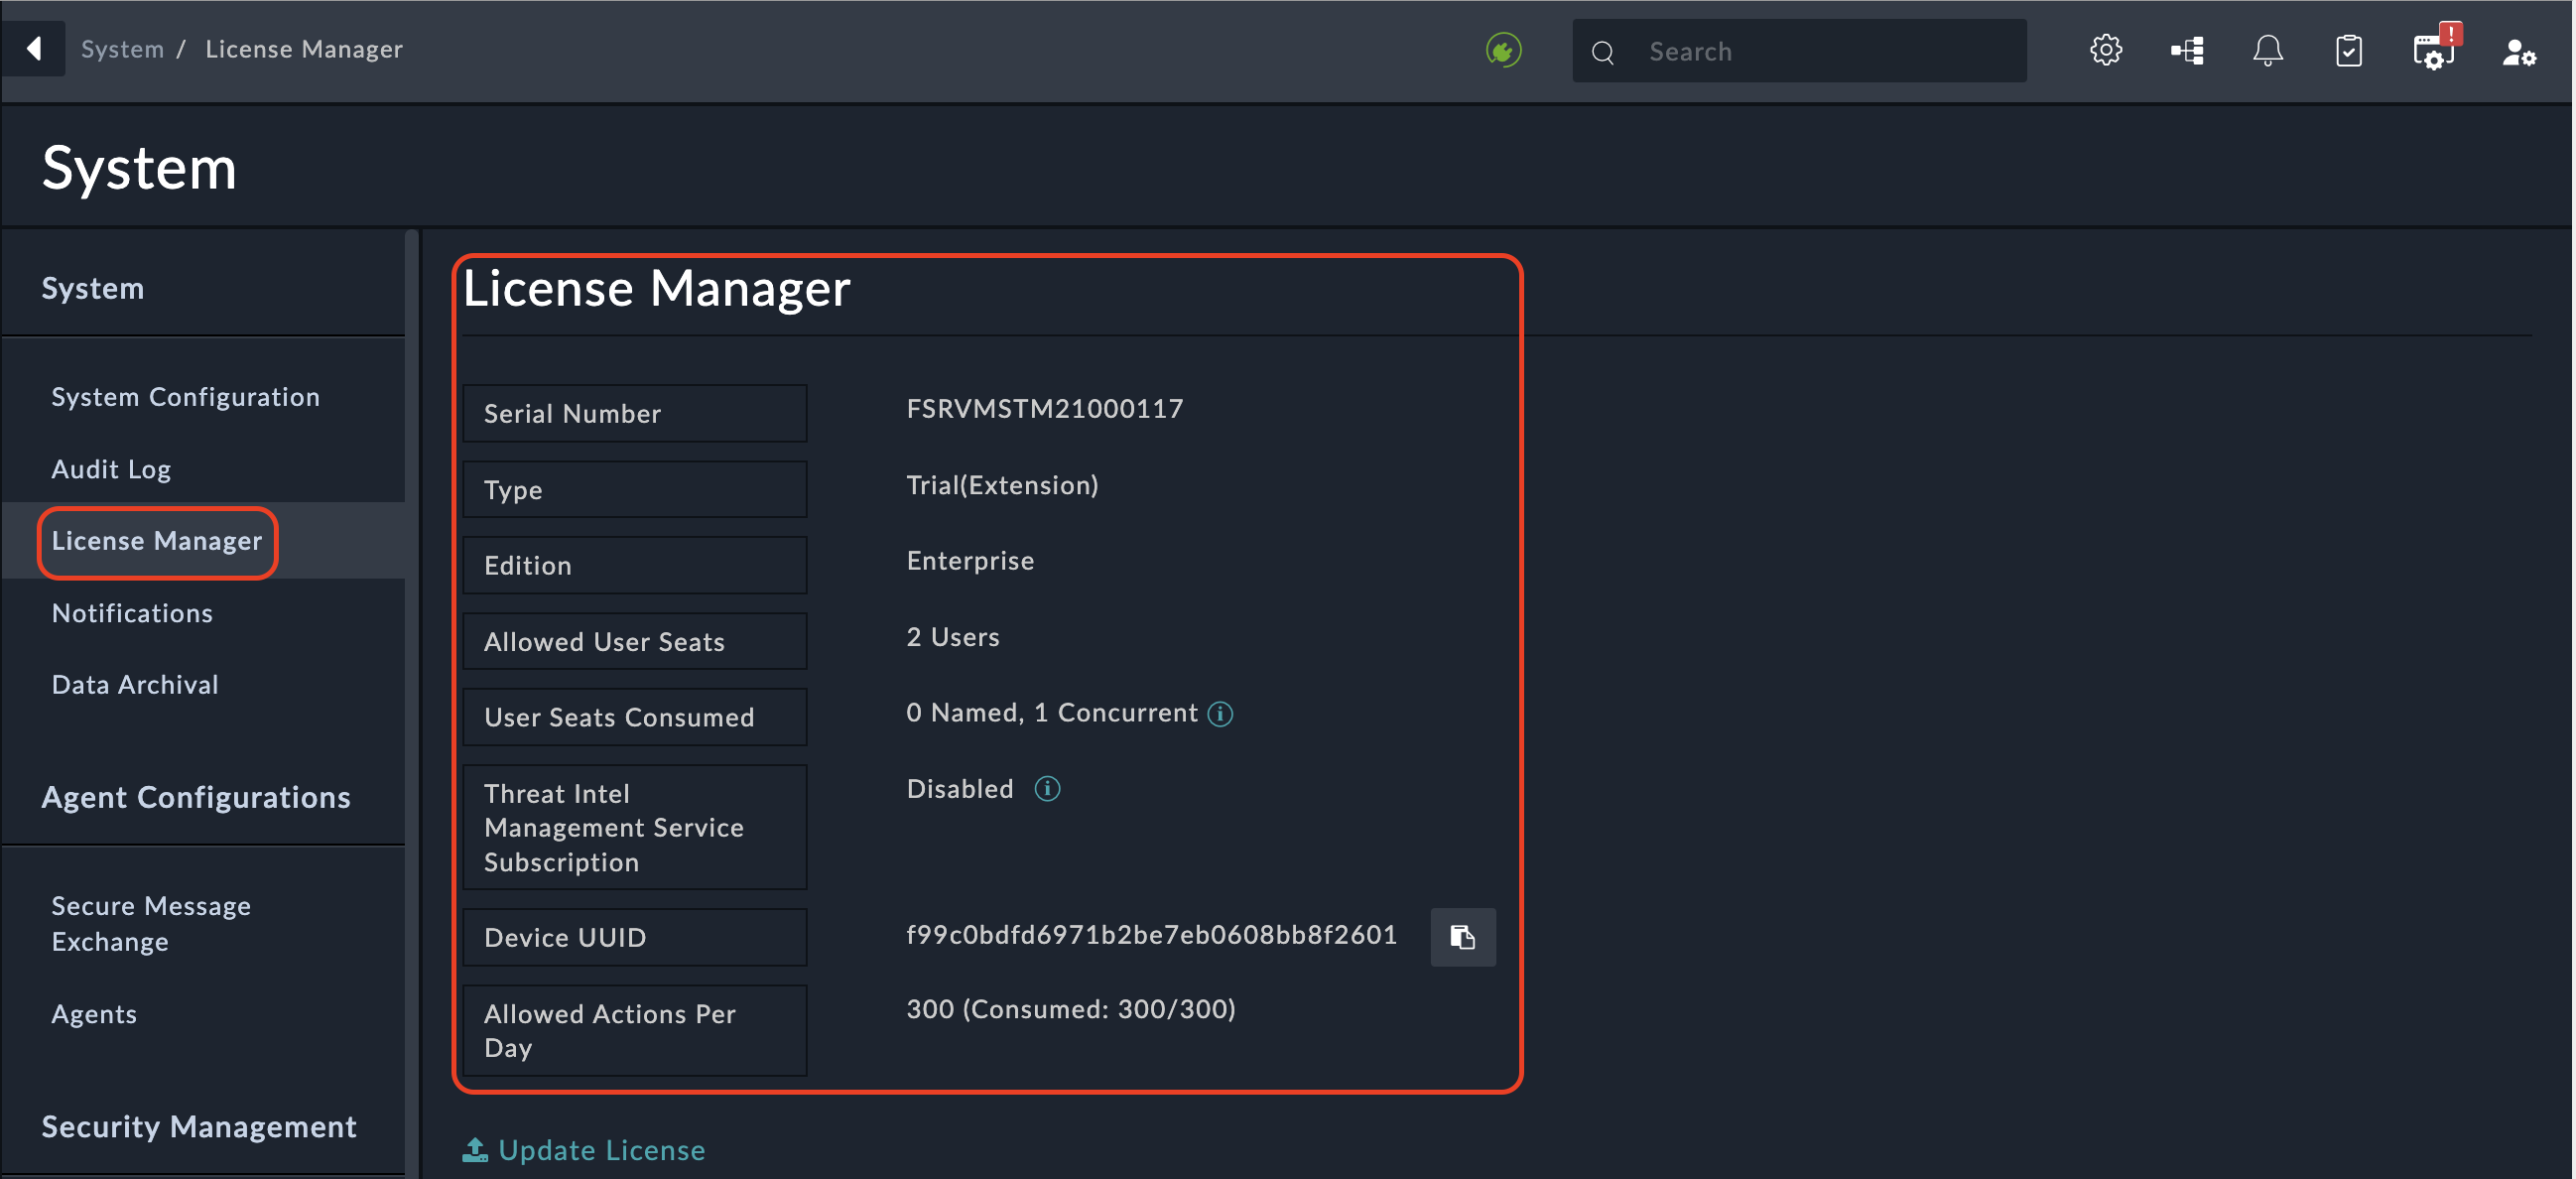 System / License Manager
Search
!
System
System
System Configuration
Audit Log
License Manager
Notifications
Data Archival
Agent Configurations
Secure Message
Exchange
Agents
Security Management
License Manager
Serial Number FSRVMSTM21000117
Type Trial(Extension)
Edition Enterprise
Allowed User Seats 2 Users
User Seats Consumed 0 Named, 1 Concurrent
Threat Intel
Management Service
Subscription
Disabled
Device UUID f99c0bdfd6971b2be7eb0608bb8f2601
Allowed Actions Per
Day
300 (Consumed: 300/300)
Update License